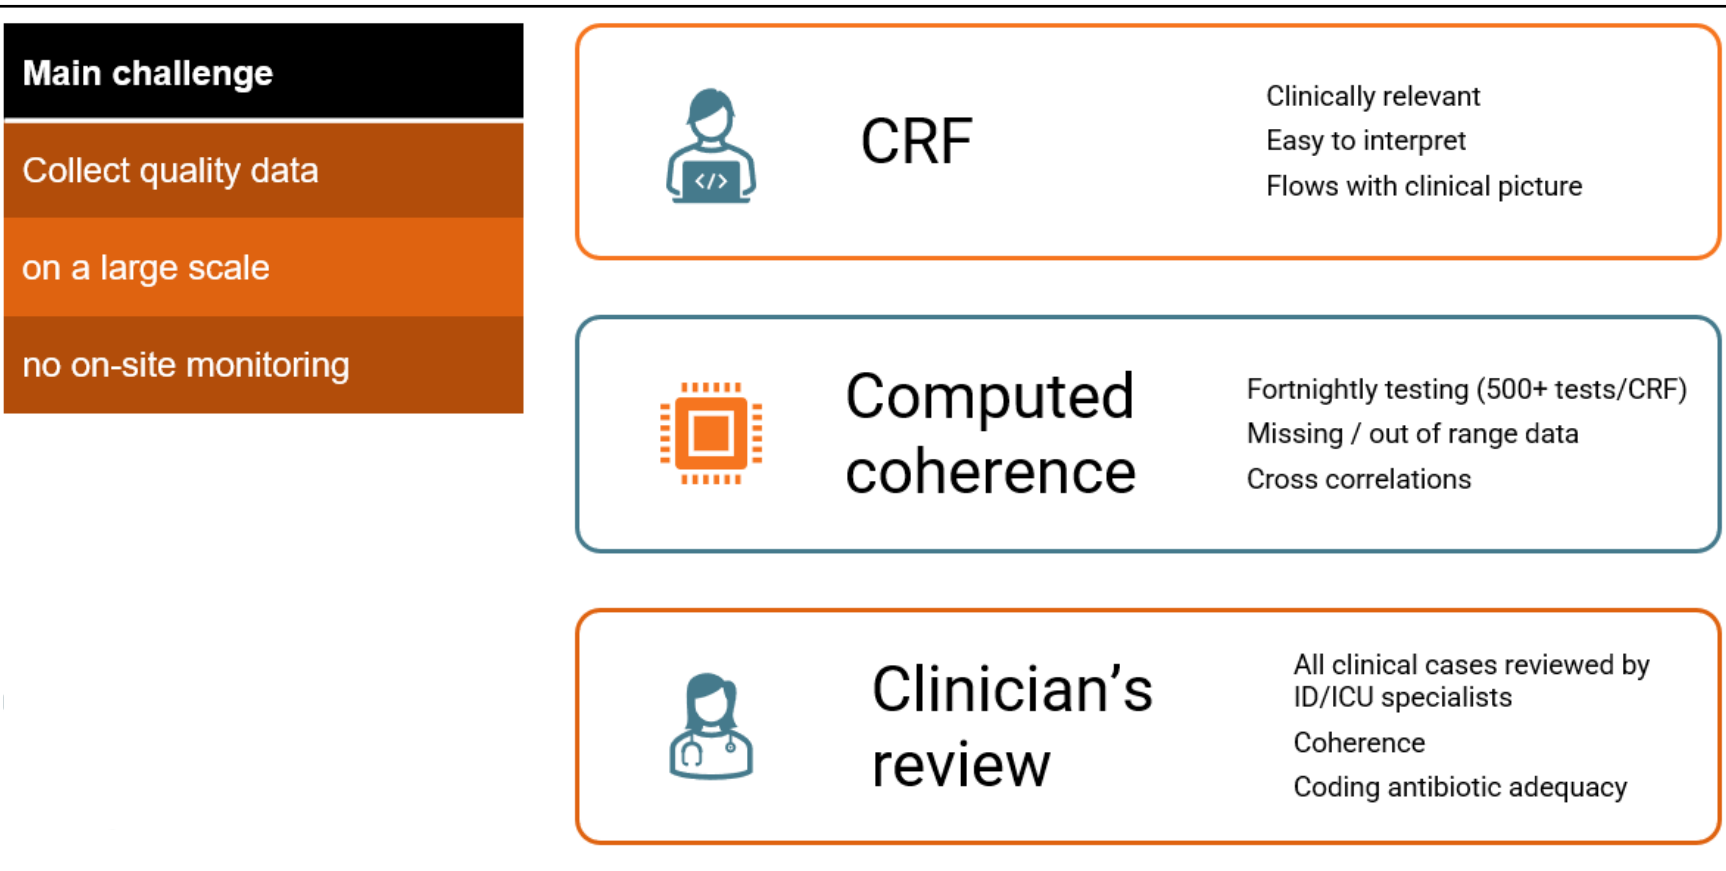 Main challenge
Collect quality data
on a large scale
no on-site monitoring
</>
CRF
Clinically relevant
Easy to interpret
Flows with clinical picture
Computed
coherence
Fortnightly testing (500+ tests/CRF)
Missing / out of range data
Cross correlations
Clinician’s
review
All clinical cases reviewed by
ID/ICU specialists
Coherence
Coding antibiotic adequacy